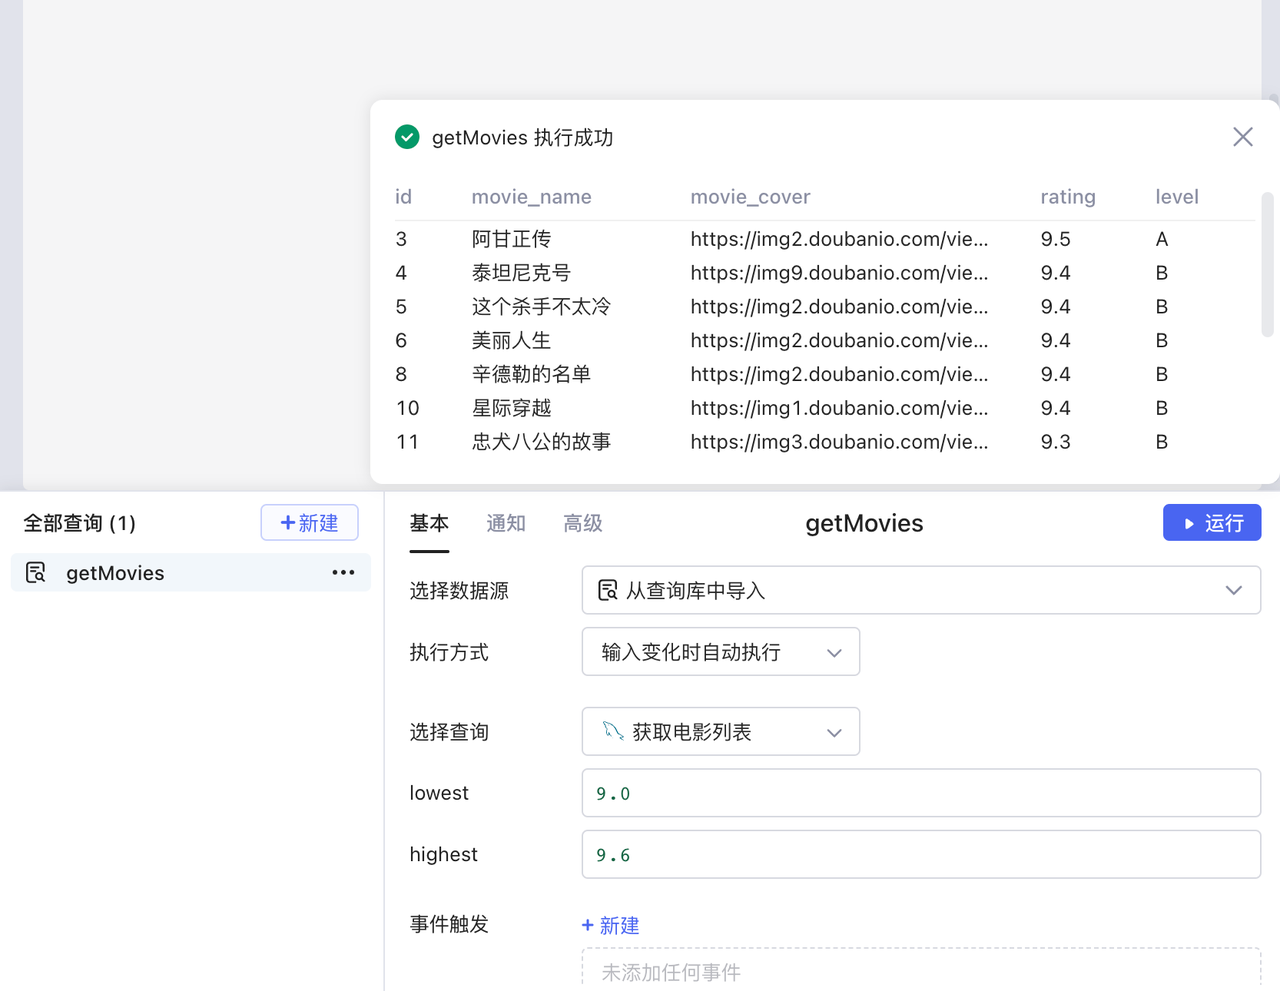 getMovies 执行成功
id movie_name movie_cover rating level
3 阿甘正传 https://img2.doubanio.com/vie... 9.5 A
4 泰坦尼克号 https://img9.doubanio.com/vie... 9.4 B
5 这个杀手不太冷 https://img2.doubanio.com/vie... 9.4 B
6 美丽人生 https://img2.doubanio.com/vie... 9.4 B
8 辛德勒的名单 https://img2.doubanio.com/vie... 9.4 B
10 星际穿越 https://img1.doubanio.com/vie... 9.4 B
11 忠犬八公的故事 https://img3.doubanio.com/vie... 9.3 B
全部查询 (1) +新建
getMovies •••
基本 通知 高级 getMovies 运行
选择数据源 从查询库中导入
执行方式 输入变化时自动执行
选择查询 获取电影列表
lowest 9.0
highest 9.6
事件触发 + 新建
未添加任何事件